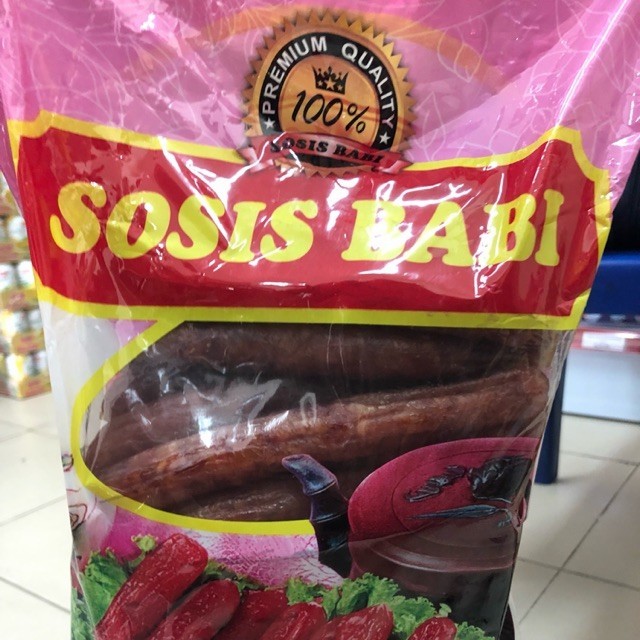 PREMIUM QUALITY
100%
SOSIS BABI
SOSIS BABI